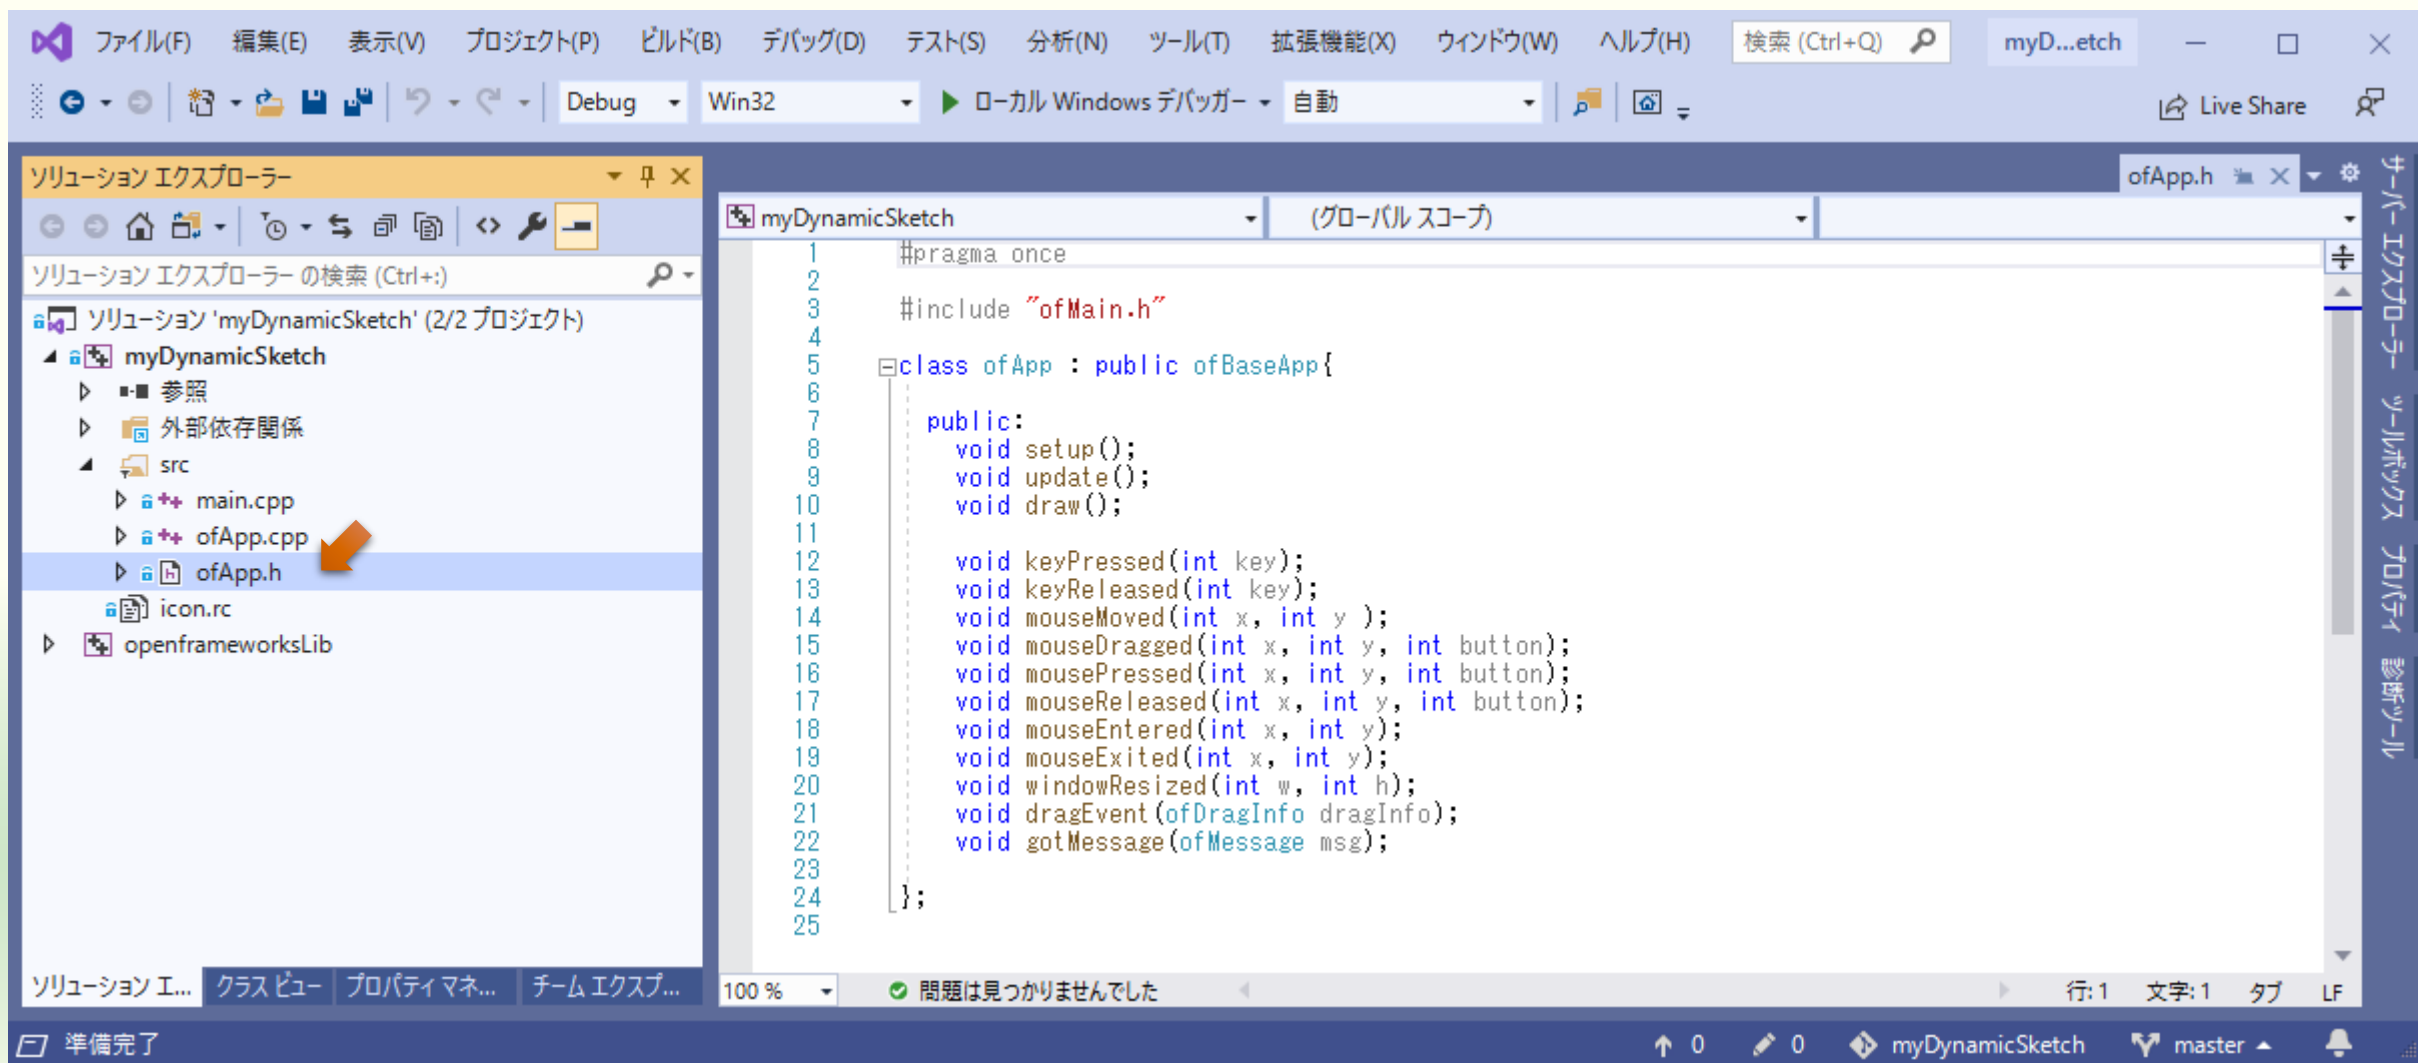 ファイル(F) 編集(E) 表示(V) プロジェクト(P) ビルド(B) デバッグ(D) テスト(S) 分析(N) ツール(T) 拡張機能(X) ウィンドウ(W) ヘルプ(H) 検索 (Ctrl+Q) myD...etch
Debug Win32 ローカル Windows デバッガー 自動 Live Share
ソリューション エクスプローラー
ソリューション エクスプローラー の検索 (Ctrl+:)
ソリューション 'myDynamicSketch' (2/2 プロジェクト)
myDynamicSketch
参照
外部依存関係
src
main.cpp
ofApp.cpp
ofApp.h
icon.rc
openframeworksLib
ソリューション エ... クラス ビュー プロパティ マネ... チーム エクスプ...
ofApp.h
myDynamicSketch (グローバル スコープ)
1 #pragma once
2
3 #include "ofMain.h"
4
5 class ofApp : public ofBaseApp{
6
7 public:
8 void setup();
9 void update();
10 void draw();
11
12 void keyPressed(int key);
13 void keyReleased(int key);
14 void mouseMoved(int x, int y );
15 void mouseDragged(int x, int y, int button);
16 void mousePressed(int x, int y, int button);
17 void mouseReleased(int x, int y, int button);
18 void mouseEntered(int x, int y);
19 void mouseExited(int x, int y);
20 void windowResized(int w, int h);
21 void dragEvent(ofDragInfo dragInfo);
22 void gotMessage(ofMessage msg);
23
24 };
25
100 % 問題は見つかりませんでした 行: 1 文字: 1 タブ LF
サーバー エクスプローラー
ツールボックス
プロパティ
診断ツール
準備完了 0 0 myDynamicSketch master